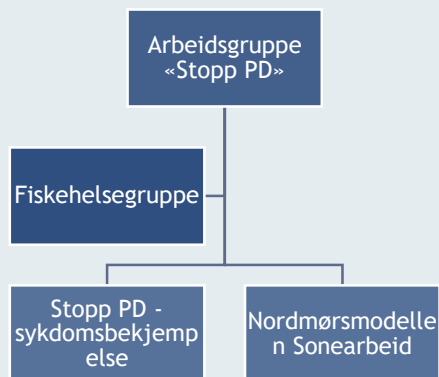 Arbeidsgruppe
«Stopp PD»
Fiskehelsegruppe
Stopp PD -
sykdomsbekjemp
else
Nordmørsmodelle
n Sonearbeid